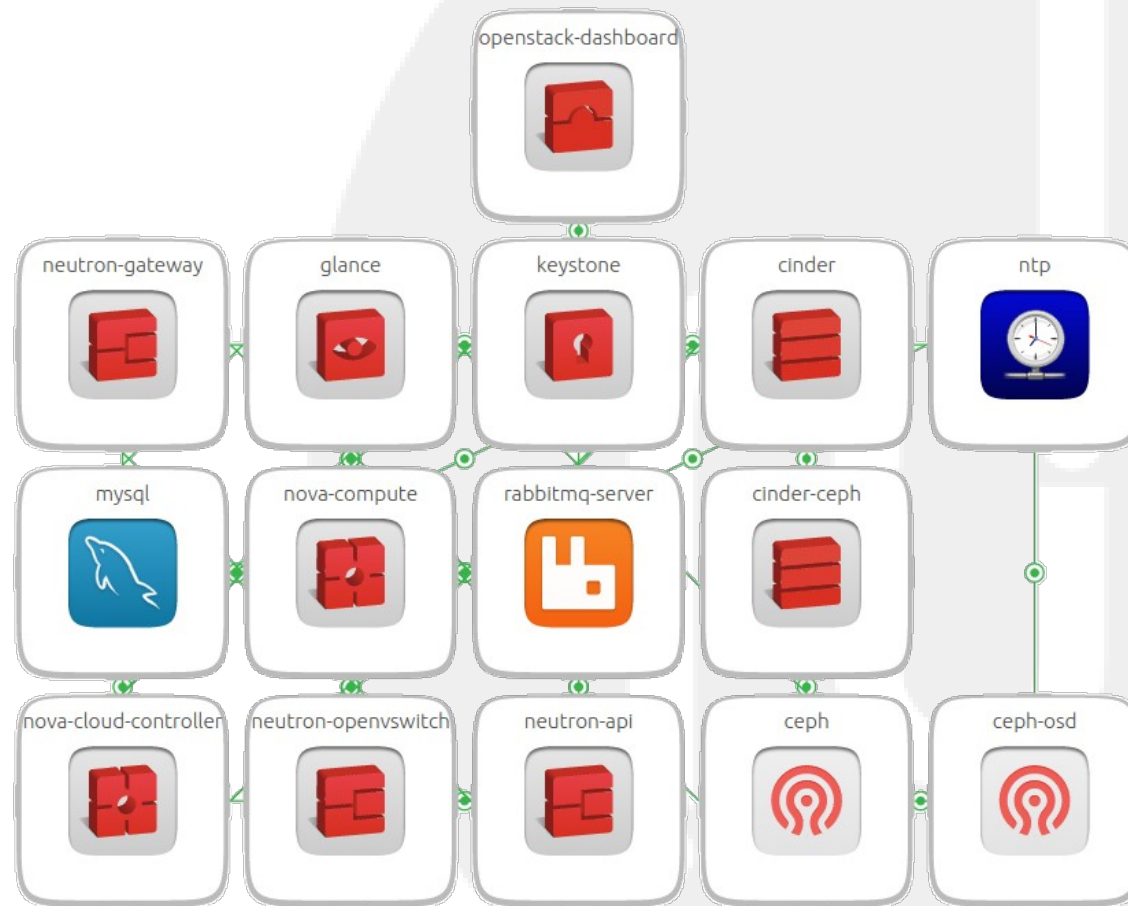 openstack-dashboard
neutron-gateway
glance
keystone
cinder
ntp
mysql
nova-compute
rabbitmq-server
cinder-ceph
nova-cloud-controller
neutron-openvswitch
neutron-api
ceph
ceph-osd